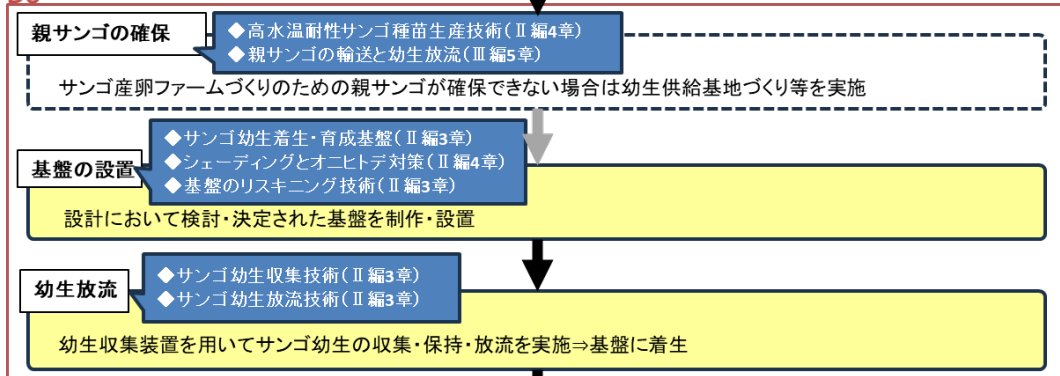 Do
親サンゴの確保
◆高水温耐性サンゴ種苗生産技術(Ⅱ編4章)
◆親サンゴの輸送と幼生放流(Ⅲ編5章)
サンゴ産卵ファームづくりのための親サンゴが確保できない場合は幼生供給基地づくり等を実施
基盤の設置
◆サンゴ幼生着生・育成基盤(Ⅱ編3章)
◆シェーディングとオニヒトデ対策(Ⅱ編4章)
◆基盤のリスキニング技術(Ⅱ編3章)
設計において検討・決定された基盤を制作・設置
幼生放流
◆サンゴ幼生収集技術(Ⅱ編3章)
◆サンゴ幼生放流技術(Ⅱ編3章)
幼生収集装置を用いてサンゴ幼生の収集・保持・放流を実施⇒基盤に着生